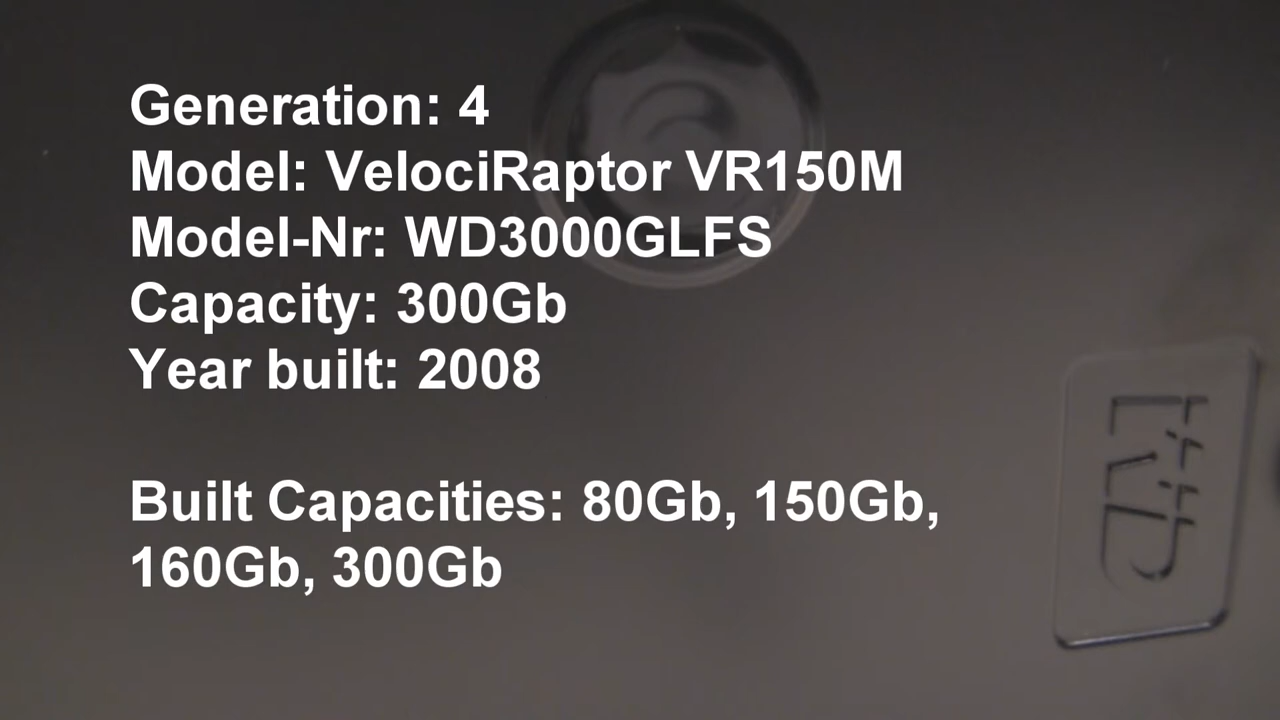 Generation: 4
Model: VelociRaptor VR150M
Model-Nr: WD3000GLFS
Capacity: 300Gb
Year built: 2008
Built Capacities: 80Gb, 150Gb,
160Gb, 300Gb
WD